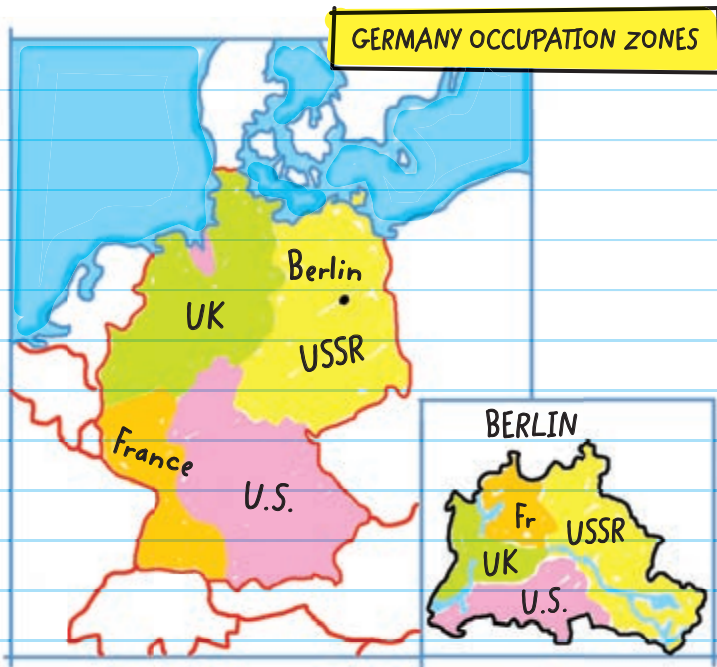 GERMANY OCCUPATION ZONES
Berlin
UK
USSR
France
U.S.
BERLIN
Fr
USSR
UK
U.S.